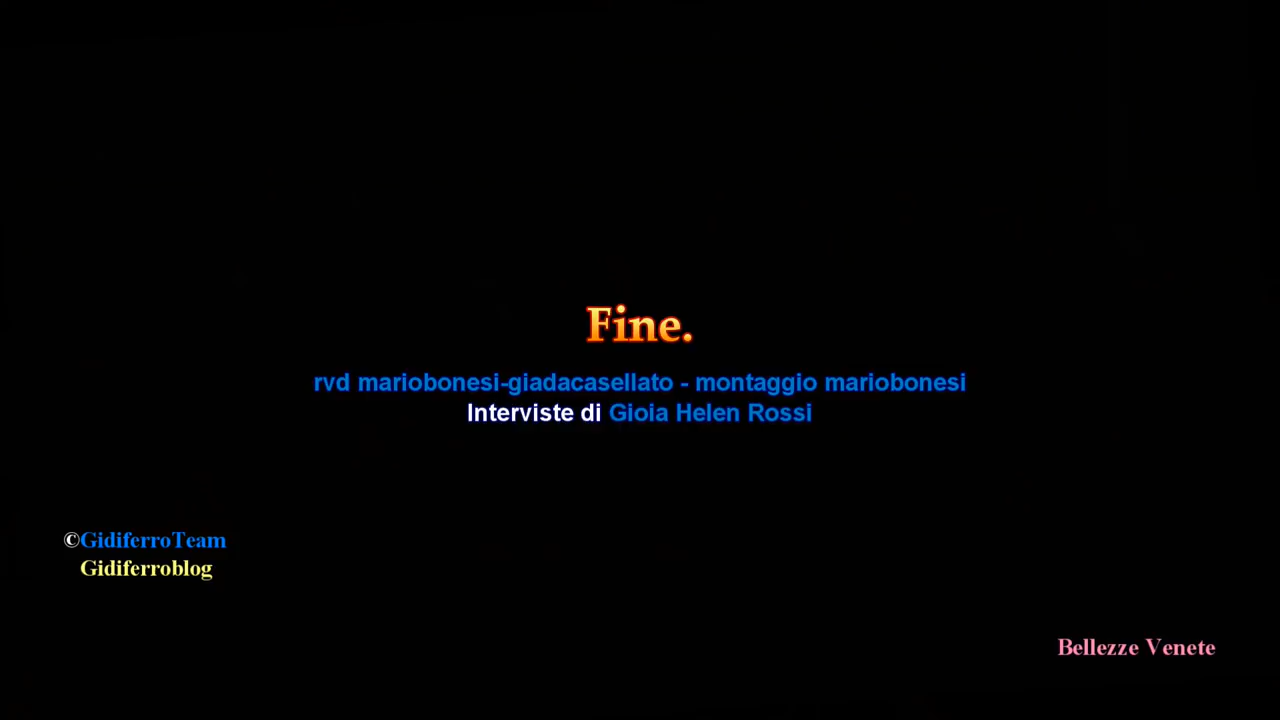 Fine.
rvd mariobonesi-giadacasellato - montaggio mariobonesi
Interviste di Gioia Helen Rossi
©GidiferroTeam
Gidiferroblog
Bellezze Venete